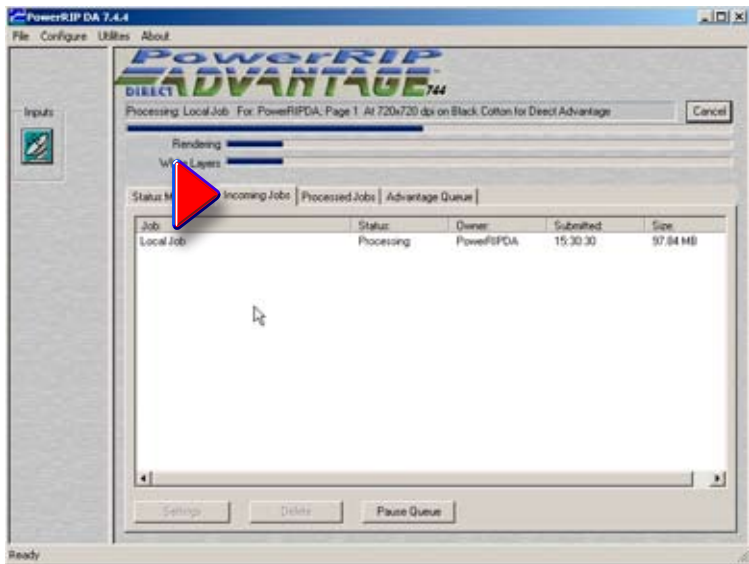 PowerRIP DA 7.4.4
File Configure Utilites About
PowerRIP
DIRECT ADVANTAGE 744
Inputs
Processing: Local Job For: PowerRIPDA; Page 1 At 720x720 dpi on Black Cotton for Direct Advantage
Cancel
Rendering
Layers
Status Incoming Jobs Processed Jobs Advantage Queue
Job Status Owner Submitted Size
Local Job Processing PowerRIPDA 15:30:30 97.84 MB
Settings Delete Pause Queue
Ready